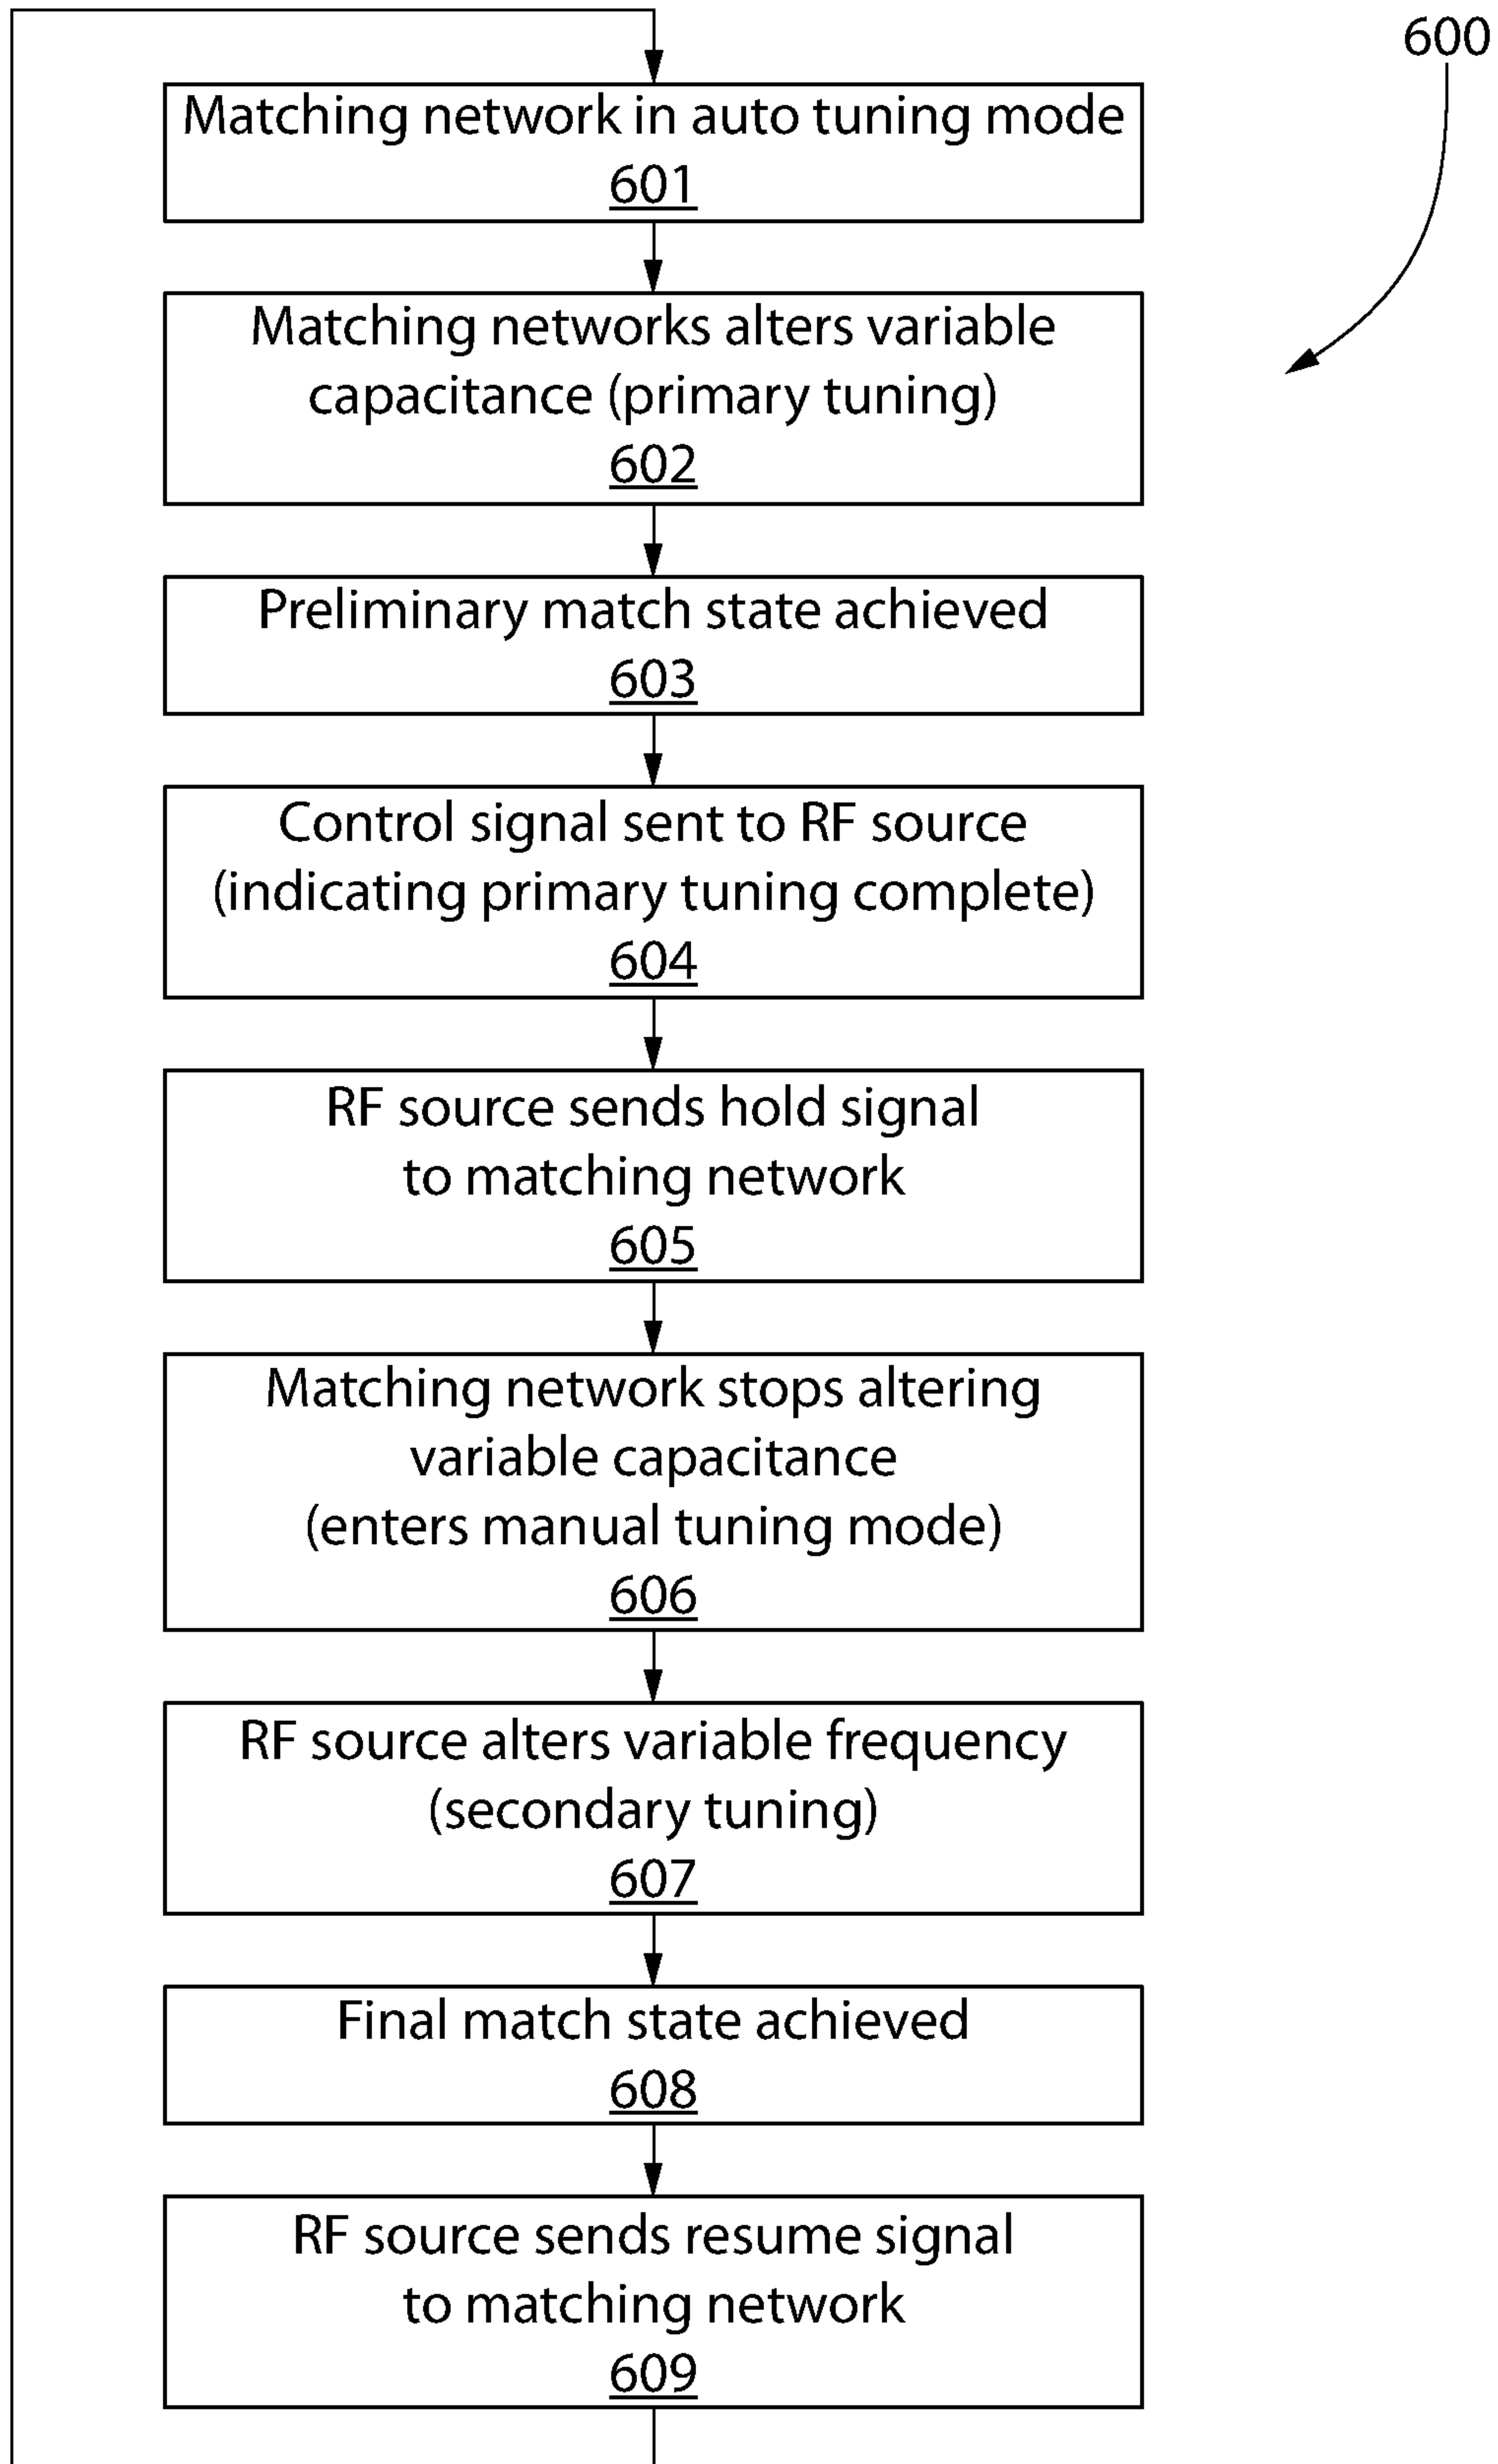 600
Matching network in auto tuning mode
601
Matching networks alters variable
capacitance (primary tuning)
602
Preliminary match state achieved
603
Control signal sent to RF source
(indicating primary tuning complete)
604
RF source sends hold signal
to matching network
605
Matching network stops altering
variable capacitance
(enters manual tuning mode)
606
RF source alters variable frequency
(secondary tuning)
607
Final match state achieved
608
RF source sends resume signal
to matching network
609